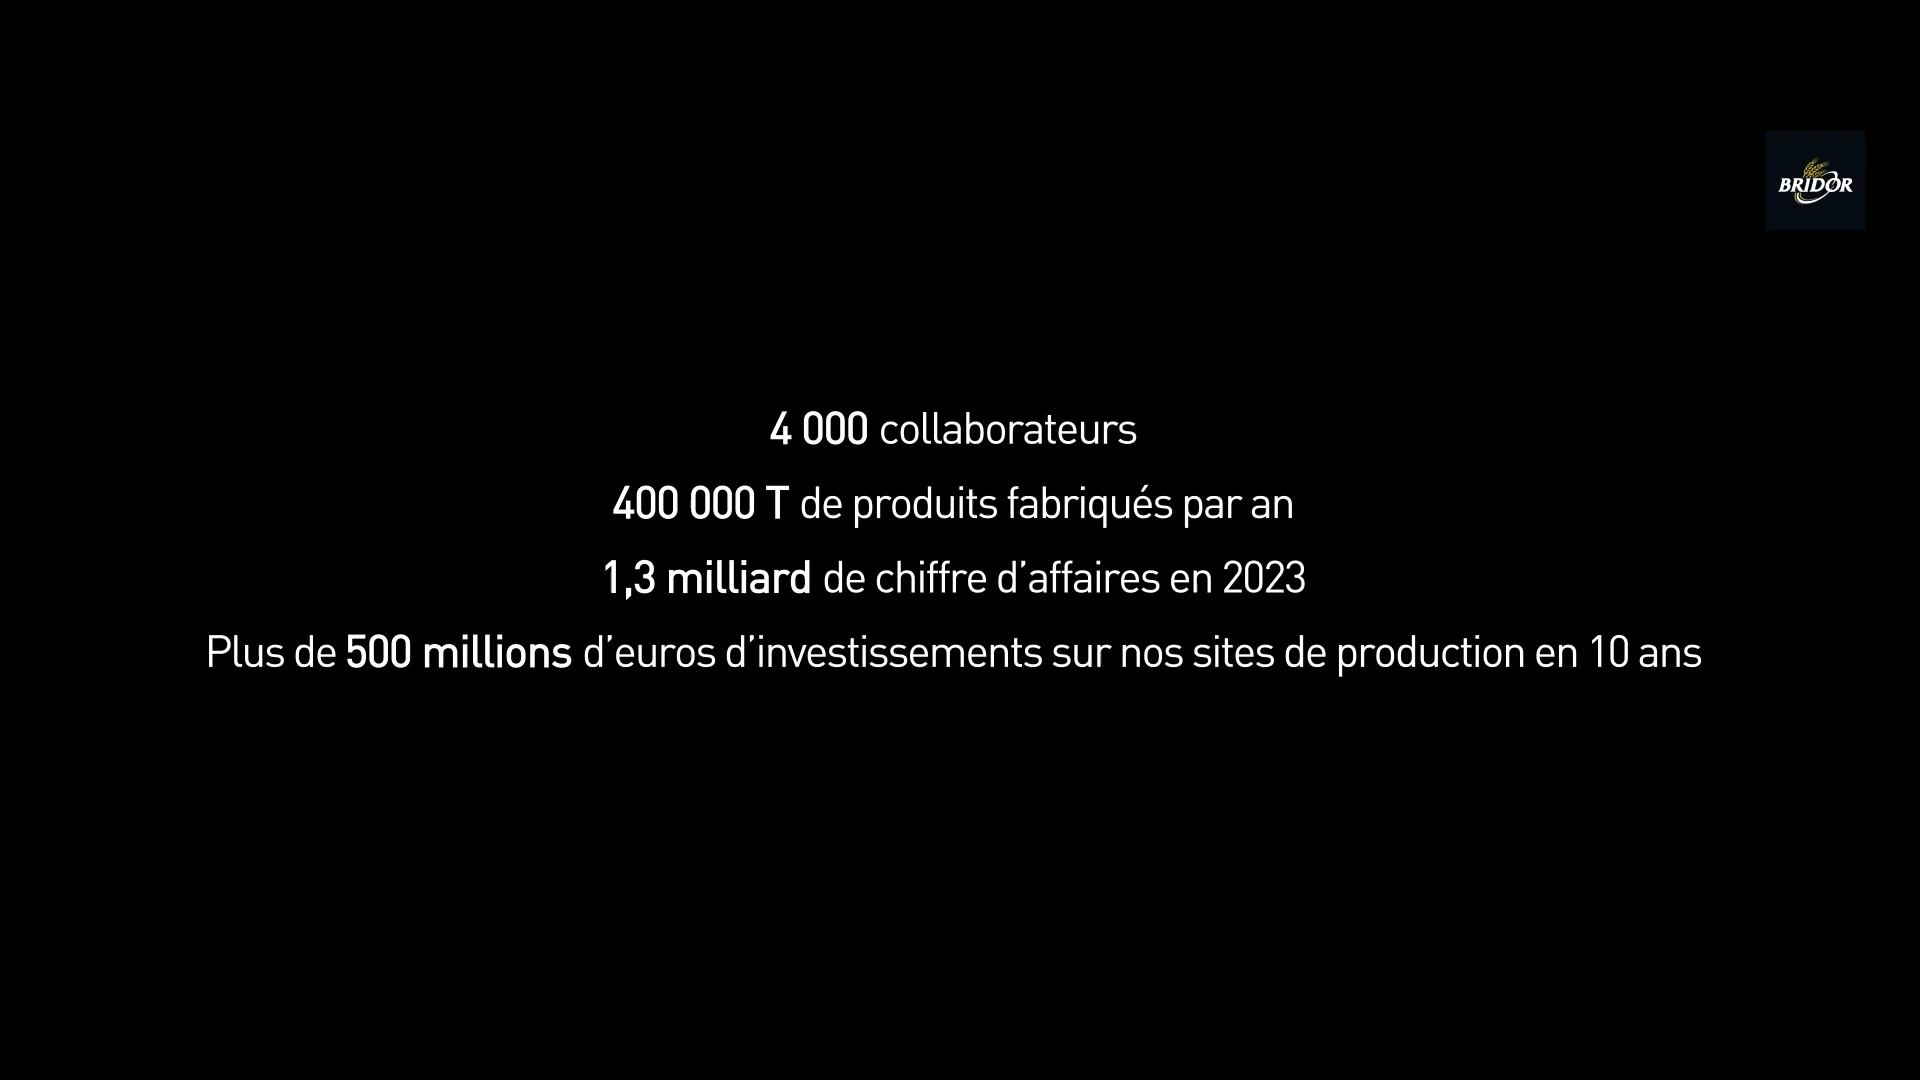 BRIDOR
4 000 collaborateurs
400 000 T de produits fabriqués par an
1,3 milliard de chiffre d’affaires en 2023
Plus de 500 millions d’euros d’investissements sur nos sites de production en 10 ans